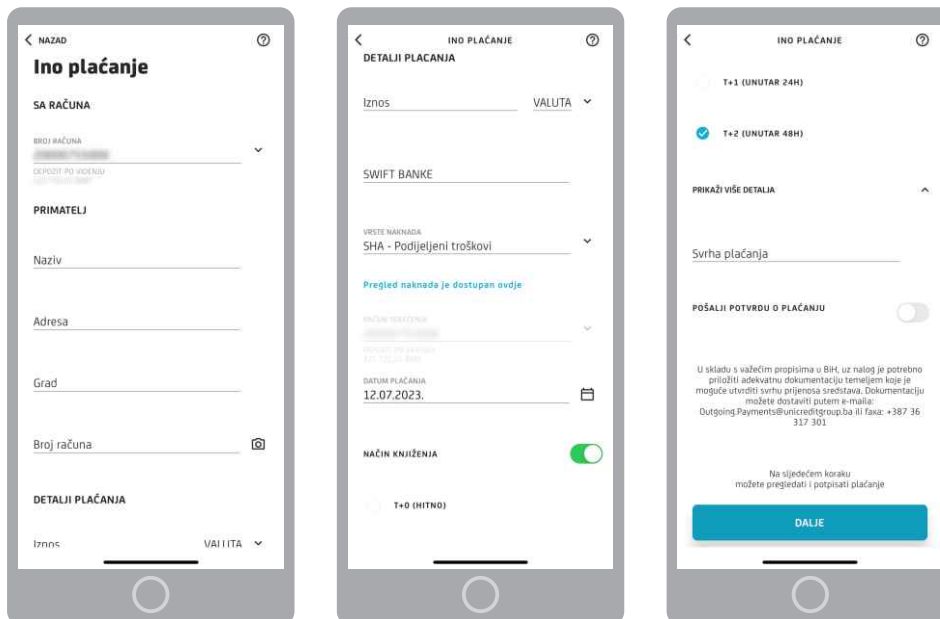 NAZAD
Ino plaćanje
SA RAČUNA
BROJ RAČUNA
DEPOZIT PO VIĐENJU
PRIMATELJ
Naziv
Adresa
Grad
Broj računa
DETALJI PLAĆANJA
Iznos VALUTA
INO PLAĆANJE
DETALJI PLACANJA
Iznos VALUTA
SWIFT BANKE
VRSTE NAKNADA
SHA - Podijeljeni troškovi
Pregled naknada je dostupan ovdje
DATUM PLAĆANJA
12.07.2023.
NAČIN KNJIŽENJA
T+0 (HITNO)
INO PLAĆANJE
T+1 (UNUTAR 24H)
T+2 (UNUTAR 48H)
PRIKAŽI VIŠE DETALJA
Svrha plaćanja
POŠALJI POTVRDU O PLAĆANJU
U skladu s važećim propisima u BiH, uz nalog je potrebno
priložiti adekvatnu dokumentaciju temeljem koje je
moguće utvrditi svrhu prijenosa sredstava. Dokumentaciju
možete dostaviti putem e-maila:
Outgoing.Payments@unicreditgroup.ba ili faxa: +387 36
317 301
Na sljedećem koraku
možete pregledati i potpisati plaćanje
DALJE